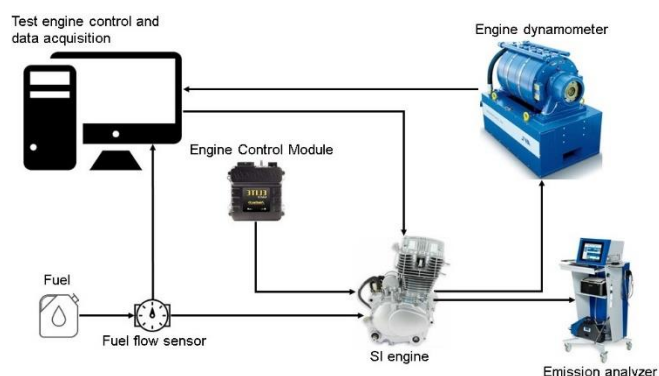 Test engine control and
data acquisition
Engine dynamometer
Engine Control Module
Fuel
Fuel flow sensor
SI engine
Emission analyzer